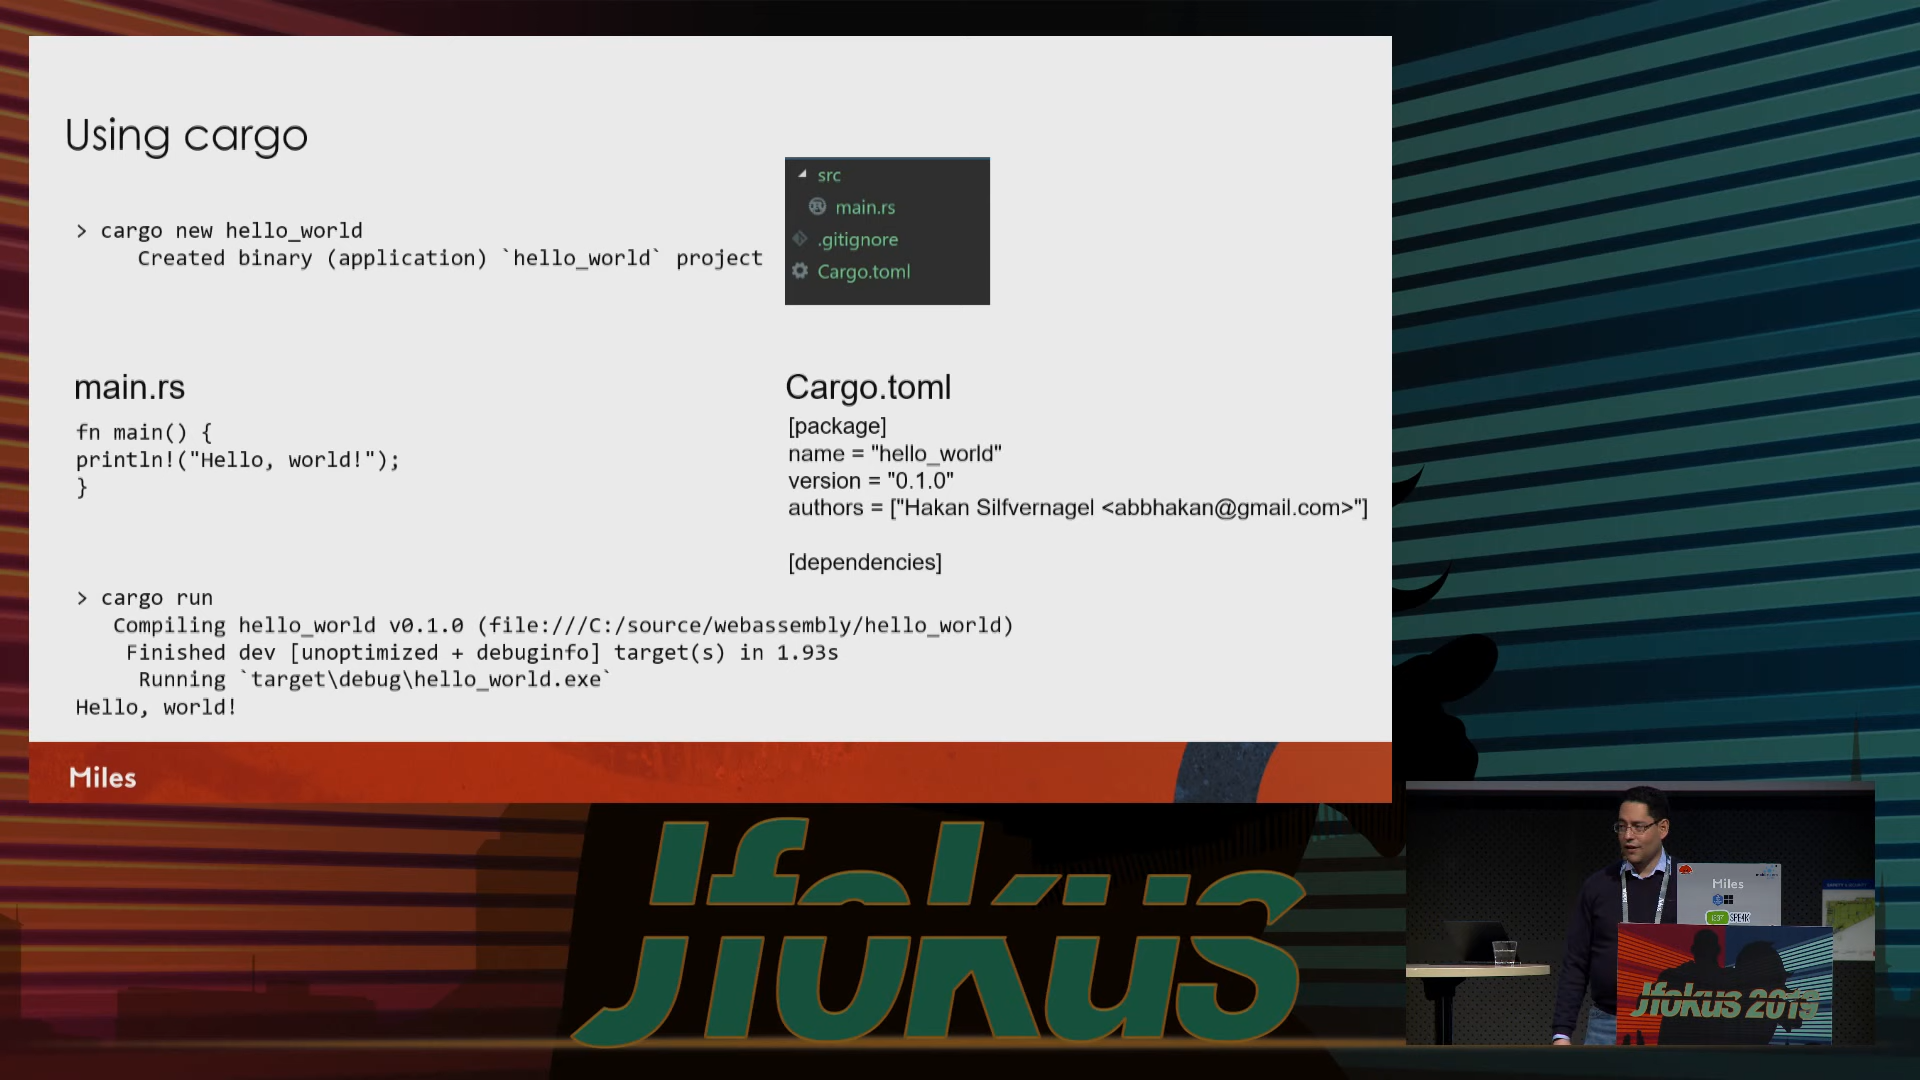 Using cargo
> cargo new hello_world
Created binary (application) `hello_world` project
src
main.rs
.gitignore
Cargo.toml
main.rs
fn main() {
println!("Hello, world!");
}
Cargo.toml
[package]
name = "hello_world"
version = "0.1.0"
authors = ["Hakan Silfvernagel <abbhakan@gmail.com>"]
[dependencies]
> cargo run
Compiling hello_world v0.1.0 (file:///C:/source/webassembly/hello_world)
Finished dev [unoptimized + debuginfo] target(s) in 1.93s
Running `target\debug\hello_world.exe`
Hello, world!
Miles
Jfokus
Miles
SPEAK
Jfokus 2019